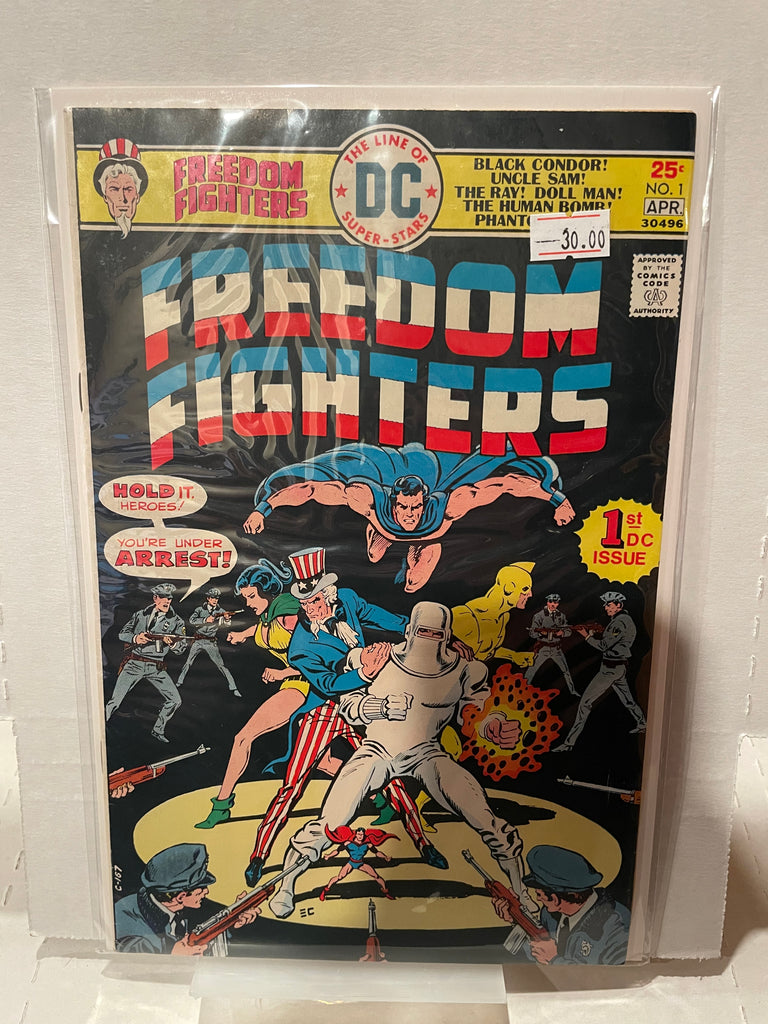 FREEDOM
FIGHTERS
THE LINE OF
DC
SUPER-STARS
BLACK CONDOR!
UNCLE SAM!
THE RAY! DOLL MAN!
THE HUMAN BOMB!
25¢
NO. 1
APR.
30496
30.00
APPROVED
BY THE
COMICS
CODE
CA
AUTHORITY
FREEDOM
FIGHTERS
HOLD IT,
HEROES!
YOU'RE UNDER
ARREST!
1st
DC
ISSUE
C-167
EC